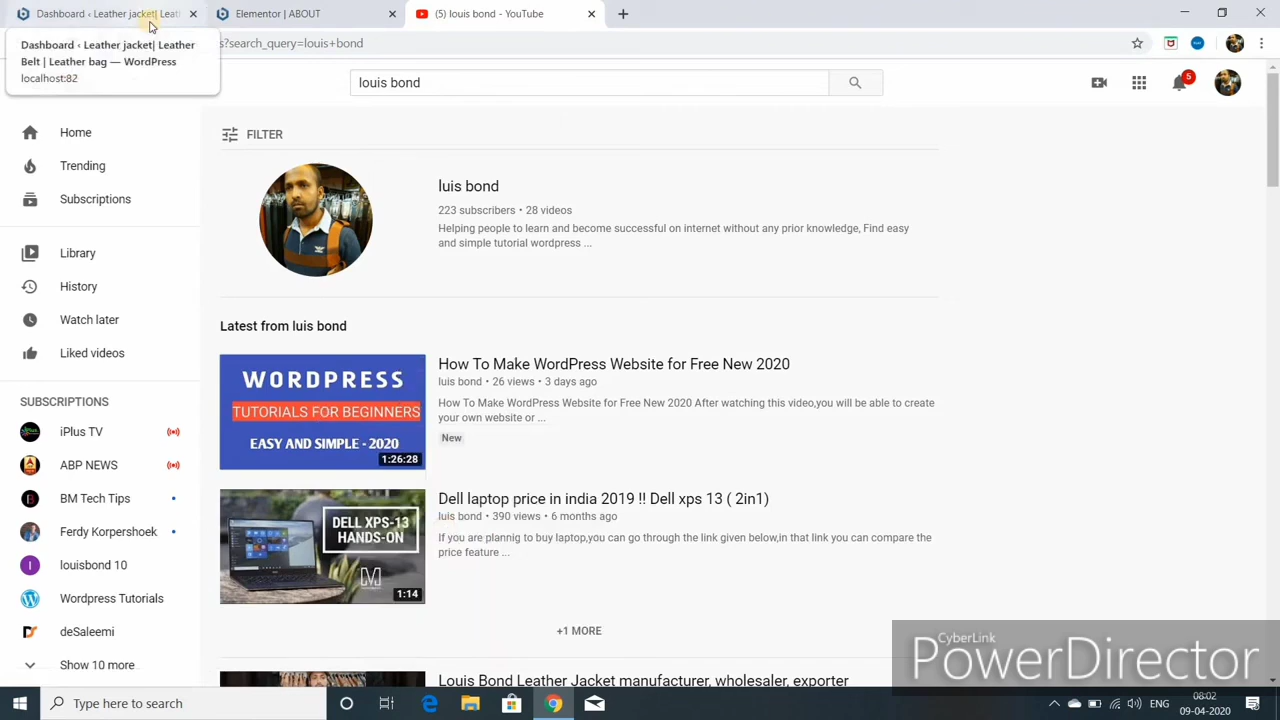 Dashboard ‹ Leather jacket| Leatl
Elementor | ABOUT
(5) louis bond - YouTube
Dashboard ‹ Leather jacket| Leather
Belt | Leather bag — WordPress
localhost:82
s?search_query=louis+bond
louis bond
5
Home
Trending
Subscriptions
Library
History
Watch later
Liked videos
SUBSCRIPTIONS
iPlus TV
ABP NEWS
BM Tech Tips
Ferdy Korpershoek
louisbond 10
Wordpress Tutorials
deSaleemi
Show 10 more
FILTER
luis bond
223 subscribers • 28 videos
Helping people to learn and become successful on internet without any prior knowledge, Find easy
and simple tutorial wordpress ...
Latest from luis bond
WORDPRESS
TUTORIALS FOR BEGINNERS
EASY AND SIMPLE - 2020
1:26:28
How To Make WordPress Website for Free New 2020
luis bond • 26 views • 3 days ago
How To Make WordPress Website for Free New 2020 After watching this video,you will be able to create
your own website or ...
New
DELL XPS-13
HANDS-ON
1:14
Dell laptop price in india 2019 !! Dell xps 13 ( 2in1)
luis bond • 390 views • 6 months ago
If you are plannig to buy laptop,you can go through the link given below,in that link you can compare the
price feature ...
+1 MORE
Louis Bond Leather Jacket manufacturer, wholesaler, exporter
CyberLink
PowerDirector
Type here to search
ENG
08:02
09-04-2020